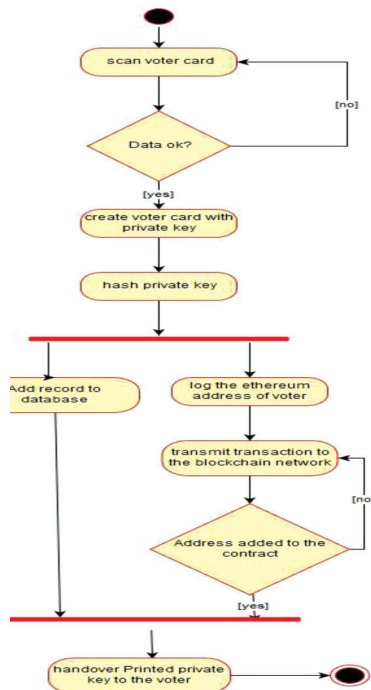 scan voter card
[no]
Data ok?
[yes]
create voter card with
private key
hash private key
Add record to
database
log the ethereum
address of voter
transmit transaction to
the blockchain network
[no
Address added to the
contract
[yes]
handover Printed private
key to the voter